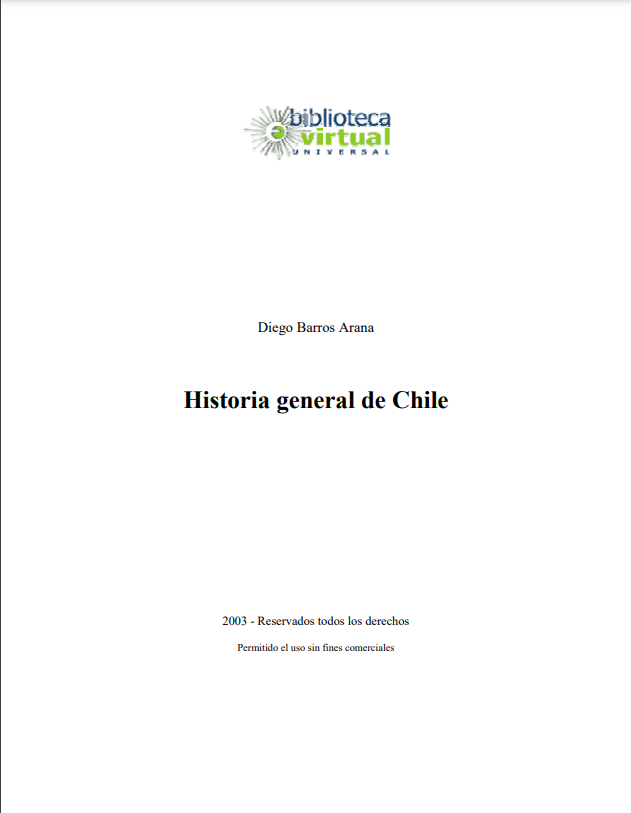 biblioteca
virtual
UNIVERSAL
Diego Barros Arana
Historia general de Chile
2003 - Reservados todos los derechos
Permitido el uso sin fines comerciales